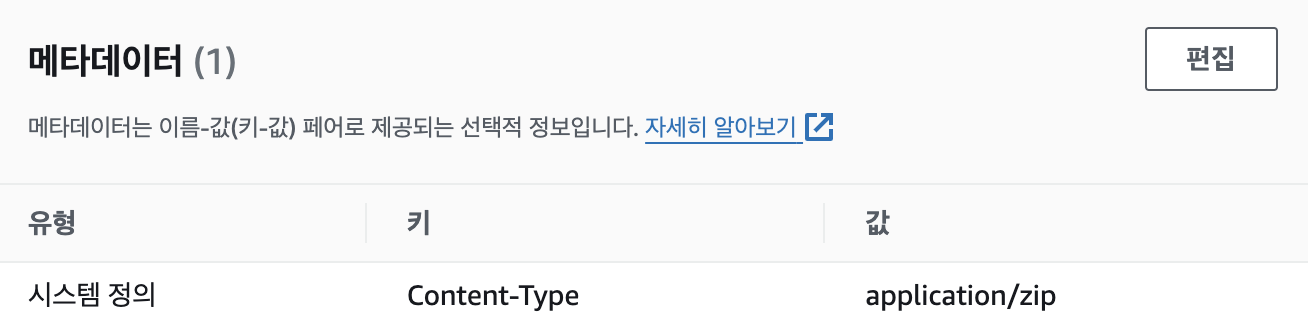 메타데이터 (1)
편집
메타데이터는 이름-값(키-값) 페어로 제공되는 선택적 정보입니다. 자세히 알아보기
유형 키 값
시스템 정의 Content-Type application/zip